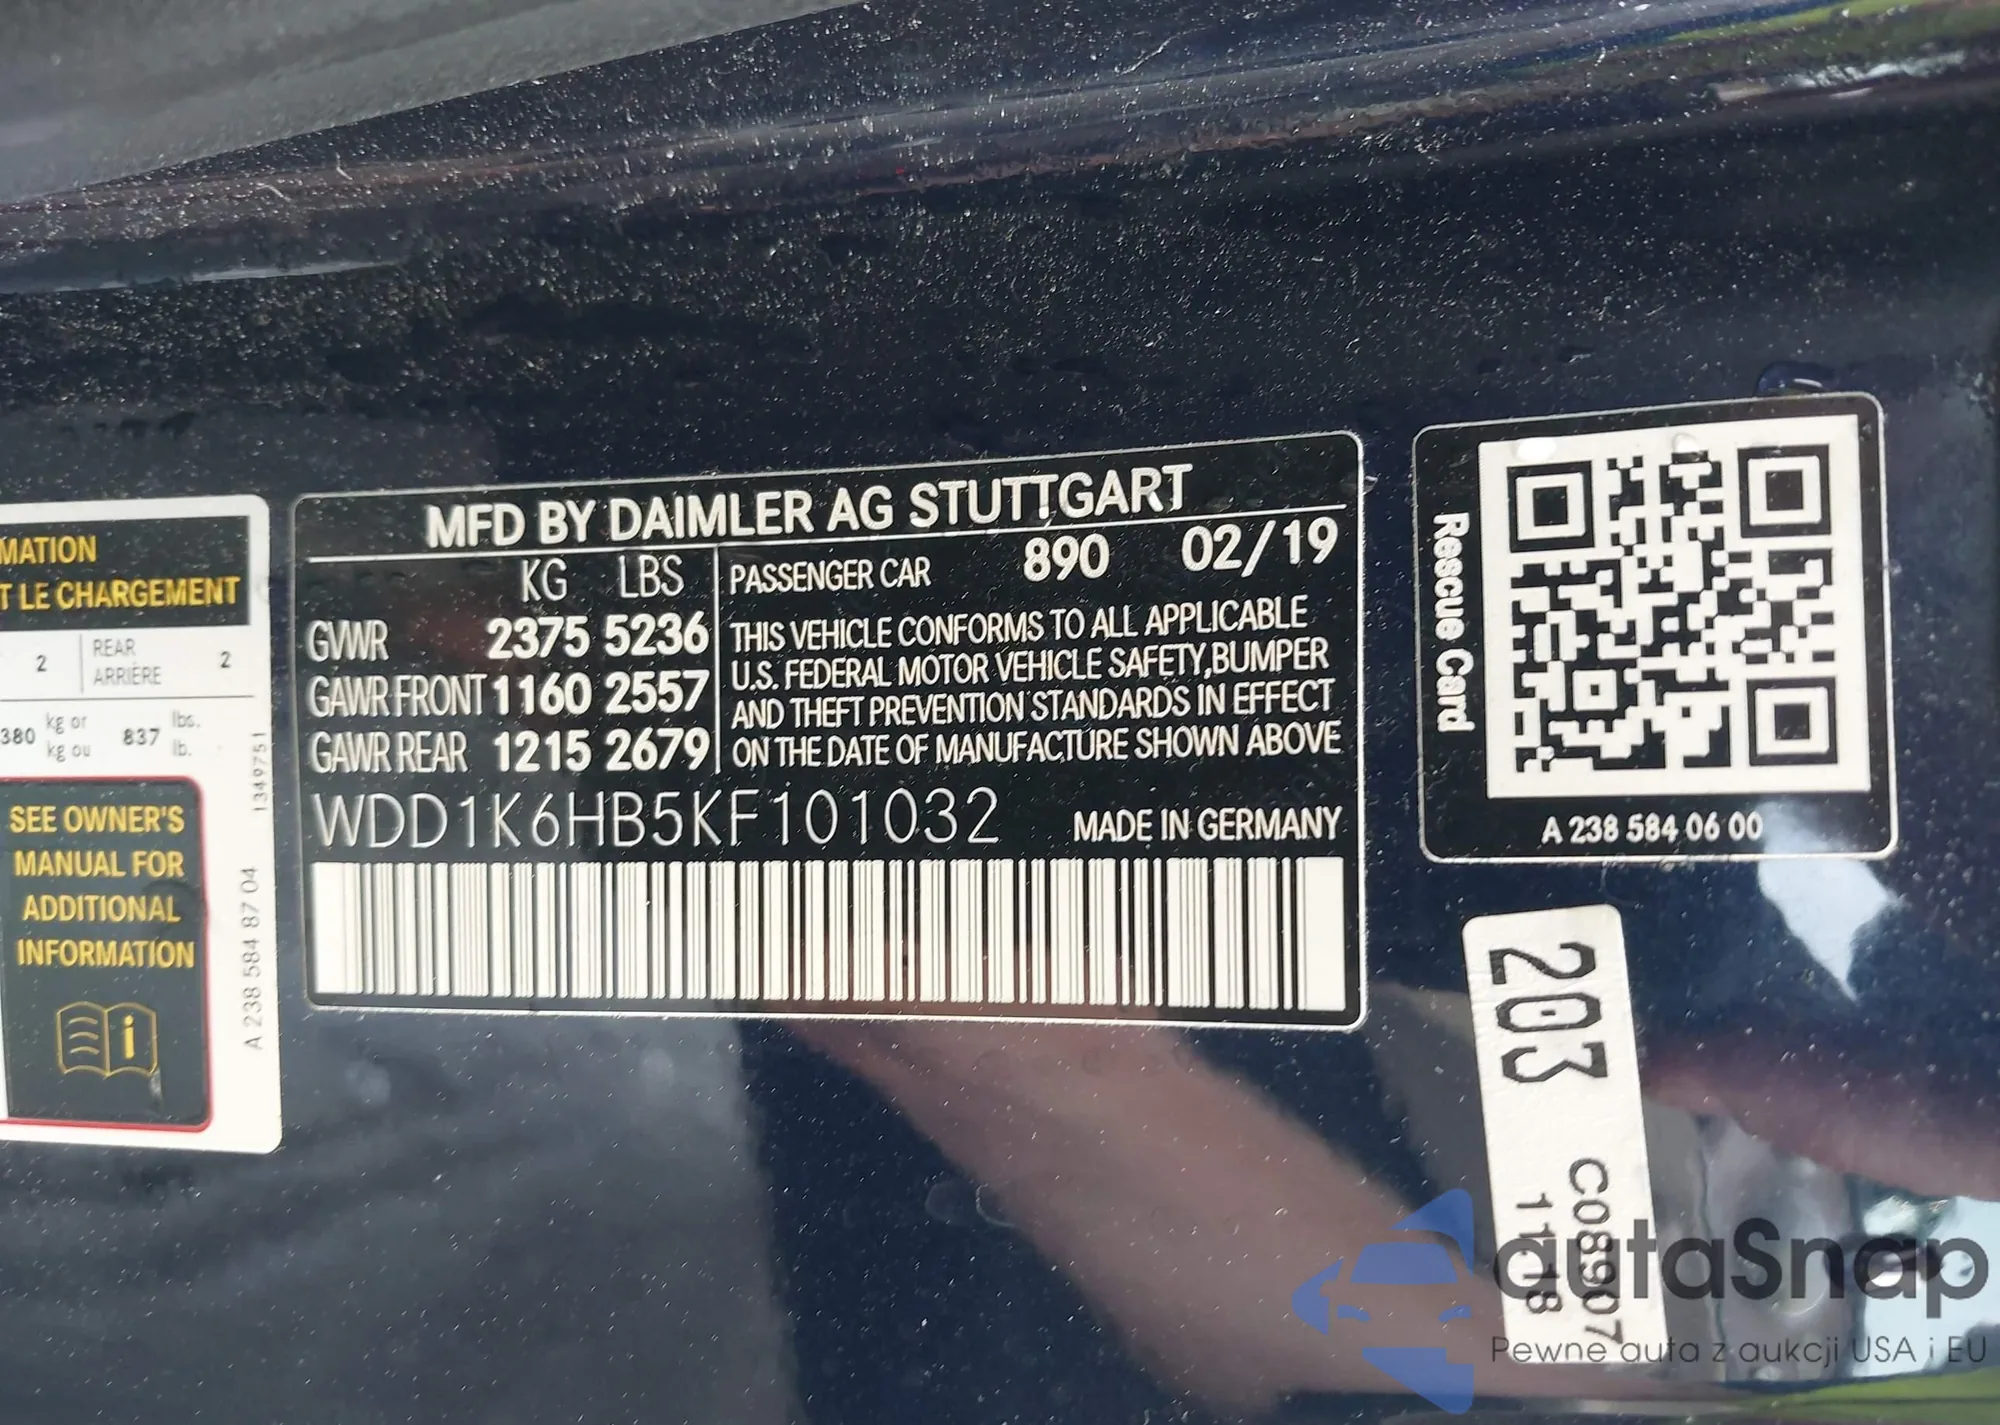 MATION
T LE CHARGEMENT
2 REAR ARRIÈRE 2
380 kg or kg ou 837 lbs. lb.
1349751
SEE OWNER'S
MANUAL FOR
ADDITIONAL
INFORMATION
i
A 238 584 87 04
MFD BY DAIMLER AG STUTTGART
KG LBS
GVWR 2375 5236
GAWR FRONT 1160 2557
GAWR REAR 1215 2679
PASSENGER CAR 890 02/19
THIS VEHICLE CONFORMS TO ALL APPLICABLE
U.S. FEDERAL MOTOR VEHICLE SAFETY,BUMPER
AND THEFT PREVENTION STANDARDS IN EFFECT
ON THE DATE OF MANUFACTURE SHOWN ABOVE
WDD1K6HB5KF101032 MADE IN GERMANY
Rescue Card
A 238 584 06 00
203
C08907
11 18
autaSnap
Pewne auta z aukcji USA i EU